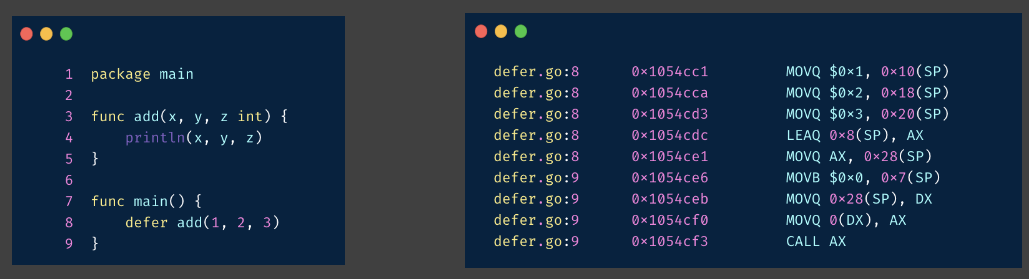 1 package main
2
3 func add(x, y, z int) {
4 println(x, y, z)
5 }
6
7 func main() {
8 defer add(1, 2, 3)
9 }
defer.go:8 0×1054cc1 MOVQ $0×1, 0×10(SP)
defer.go:8 0×1054cca MOVQ $0×2, 0×18(SP)
defer.go:8 0×1054cd3 MOVQ $0×3, 0×20(SP)
defer.go:8 0×1054cdc LEAQ 0×8(SP), AX
defer.go:8 0×1054ce1 MOVQ AX, 0×28(SP)
defer.go:9 0×1054ce6 MOVB $0×0, 0×7(SP)
defer.go:9 0×1054ceb MOVQ 0×28(SP), DX
defer.go:9 0×1054cf0 MOVQ 0(DX), AX
defer.go:9 0×1054cf3 CALL AX